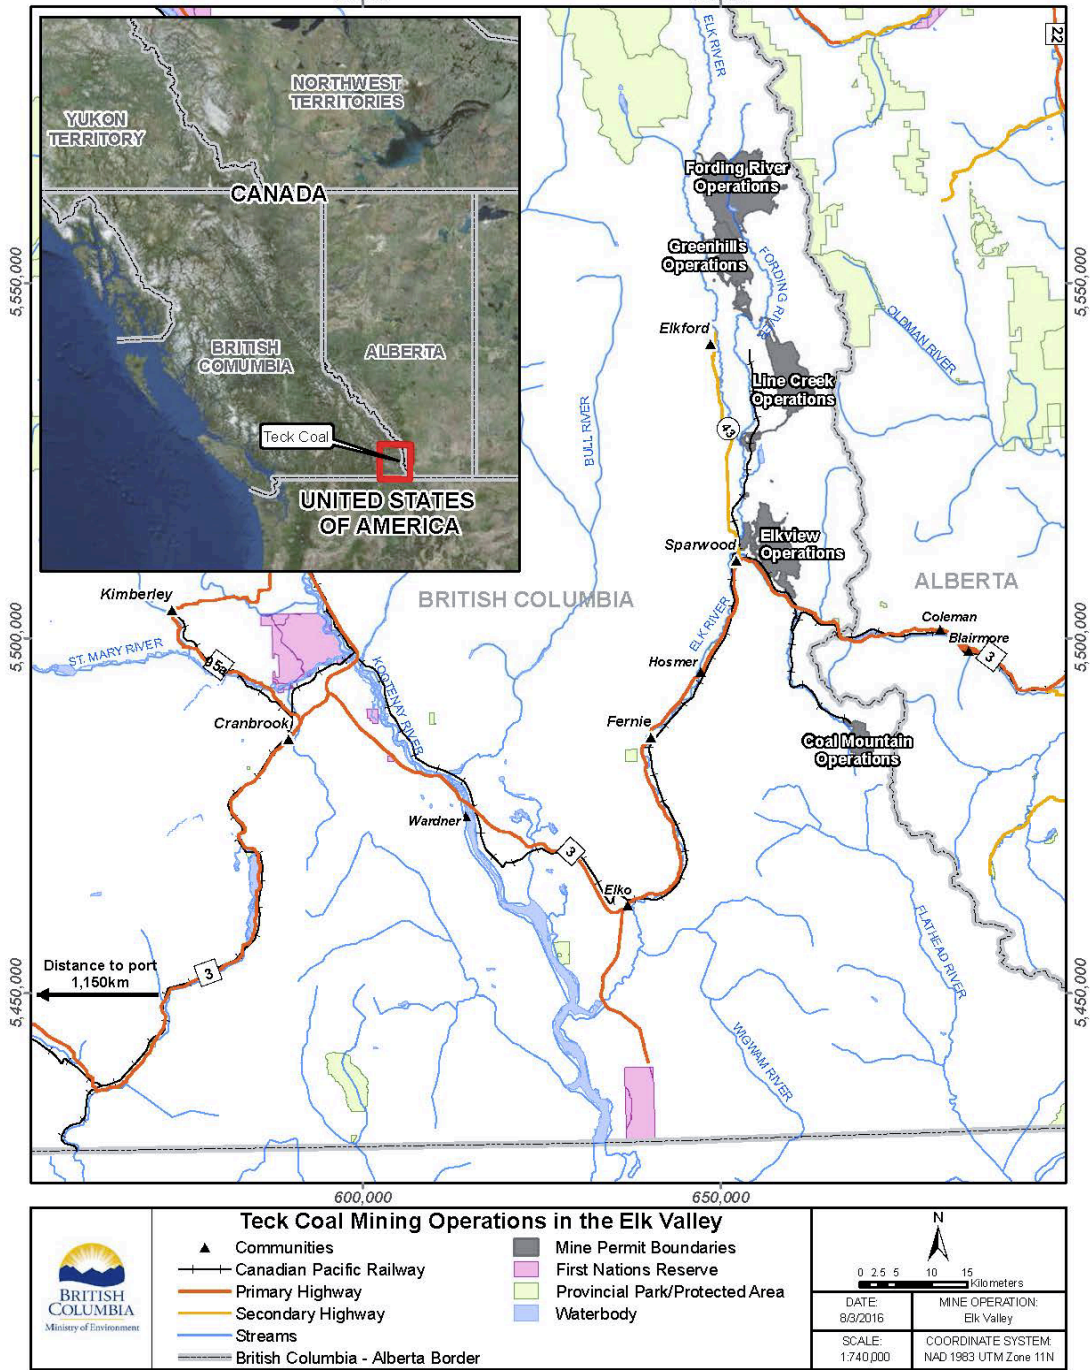 YUKON
TERRITORY
NORTHWEST
TERRITORIES
CANADA
BRITISH
COMUMBIA
ALBERTA
Teck Coal
UNITED STATES
OF AMERICA
ELK RIVER
22
Fording River
Operations
Greenhills
Operations
FORDING RIVER
5,550,000
5,550,000
Elkford
OLDMAN RIVER
Line Creek
Operations
43
BULL RIVER
Sparwood
Elkview
Operations
ALBERTA
BRITISH COLUMBIA
Kimberley
Coleman
Blairmore
3
5,500,000
5,500,000
ST. MARY RIVER
95a
ELK RIVER
Hosmer
KOOTENAY RIVER
Cranbrook
Fernie
Coal Mountain
Operations
Wardner
3
Elko
FLATHEAD RIVER
Distance to port
1,150km
3
5,450,000
5,450,000
WIGWAM RIVER
600,000
650,000
Teck Coal Mining Operations in the Elk Valley
BRITISH
COLUMBIA
Ministry of Environment
Communities
Canadian Pacific Railway
Primary Highway
Secondary Highway
Streams
British Columbia - Alberta Border
Mine Permit Boundaries
First Nations Reserve
Provincial Park/Protected Area
Waterbody
N
0 2.5 5 10 15
Kilometers
DATE:
8/3/2016
MINE OPERATION:
Elk Valley
SCALE:
1:740,000
COORDINATE SYSTEM:
NAD 1983 UTM Zone 11N